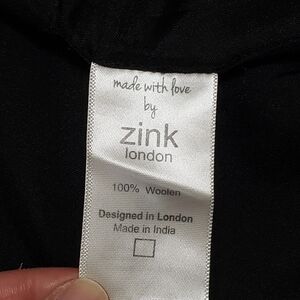 made with love
by
zink
london
100% Woolen
Designed in London
Made in India